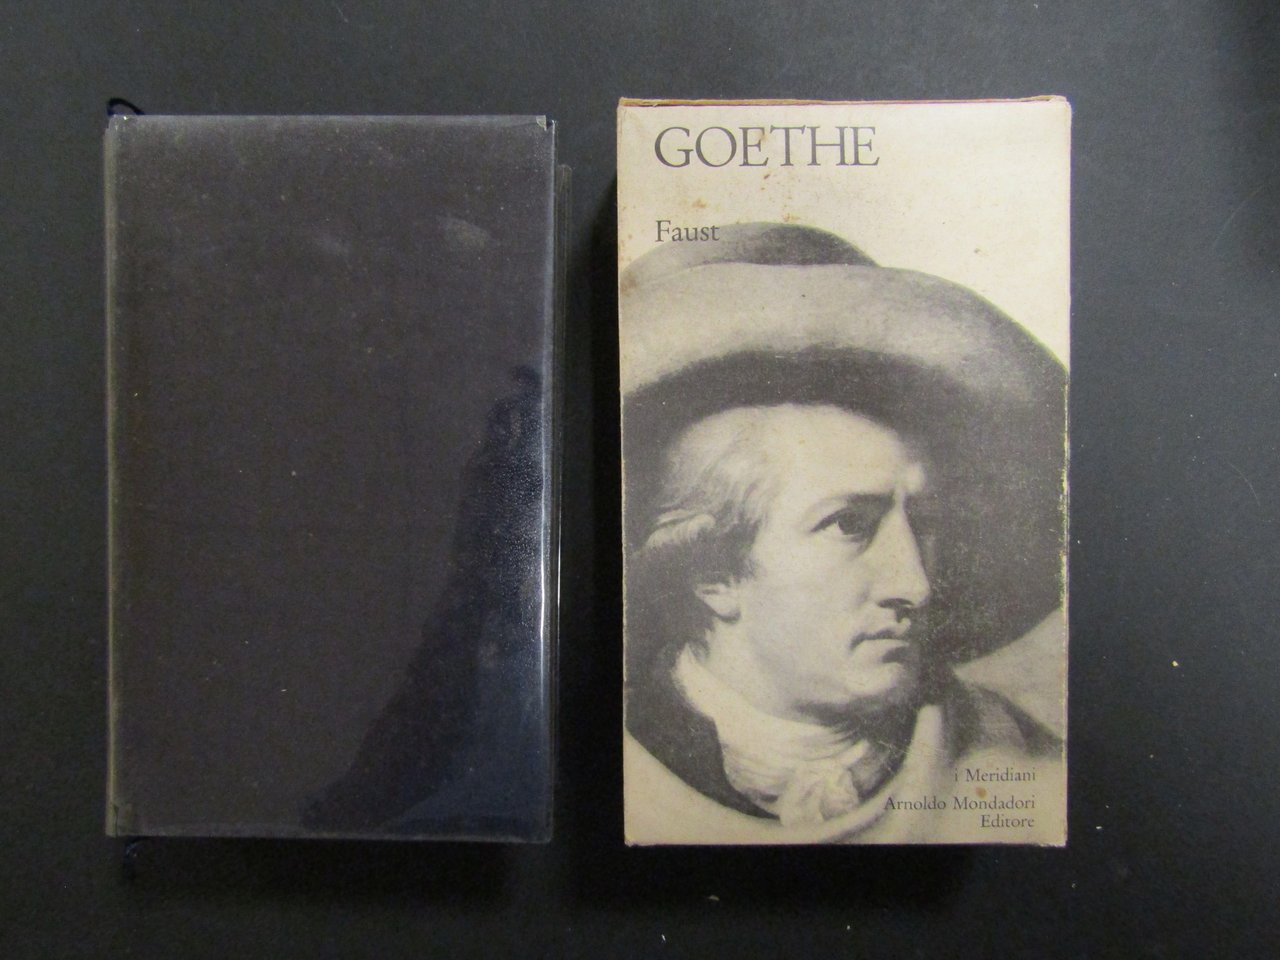 GOETHE
Faust
i Meridiani
Arnoldo Mondadori
Editore